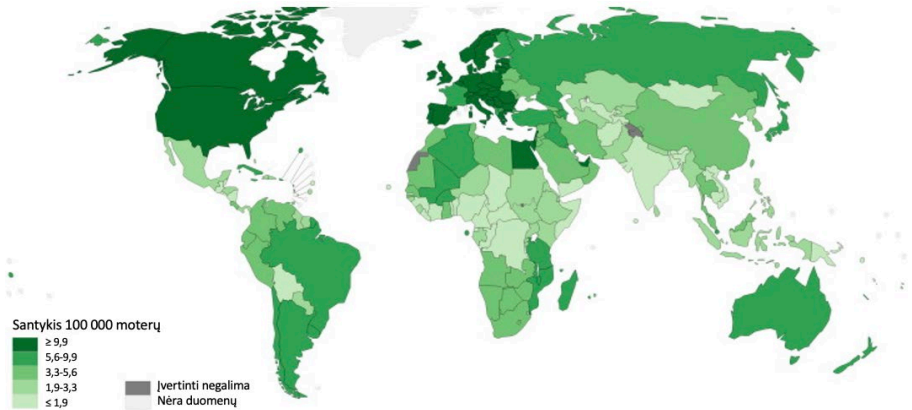 Santykis 100 000 moterų
≥ 9,9
5,6-9,9
3,3-5,6
1,9-3,3
≤ 1,9
Įvertinti negalima
Nėra duomenų